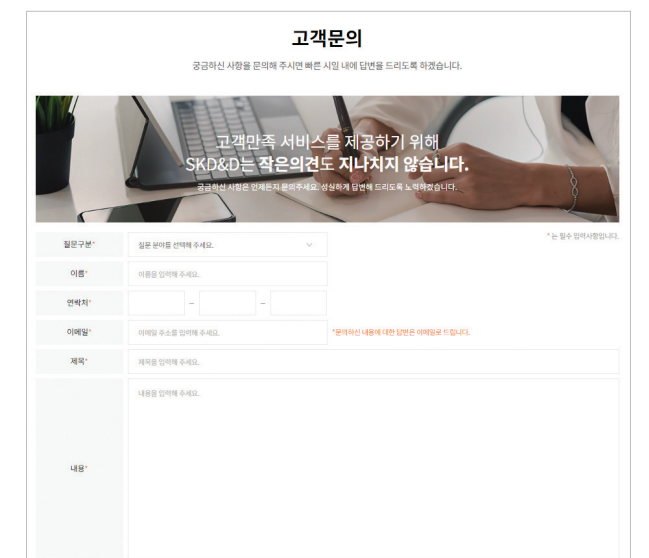 고객문의
궁금하신 사항을 문의해 주시면 빠른 시일 내에 답변을 드리도록 하겠습니다.
고객만족 서비스를 제공하기 위해
SKD&D는 작은의견도 지나치지 않습니다.
궁금하신 사항은 언제든지 문의주세요. 성실하게 답변해 드리도록 노력하겠습니다.
* 는 필수 입력사항입니다.
질문구분* 질문 분야를 선택해 주세요.
이름* 이름을 입력해 주세요.
연락처* – –
이메일* 이메일 주소를 입력해 주세요. *문의하신 내용에 대한 답변은 이메일로 드립니다.
제목* 제목을 입력해 주세요.
내용* 내용을 입력해 주세요.